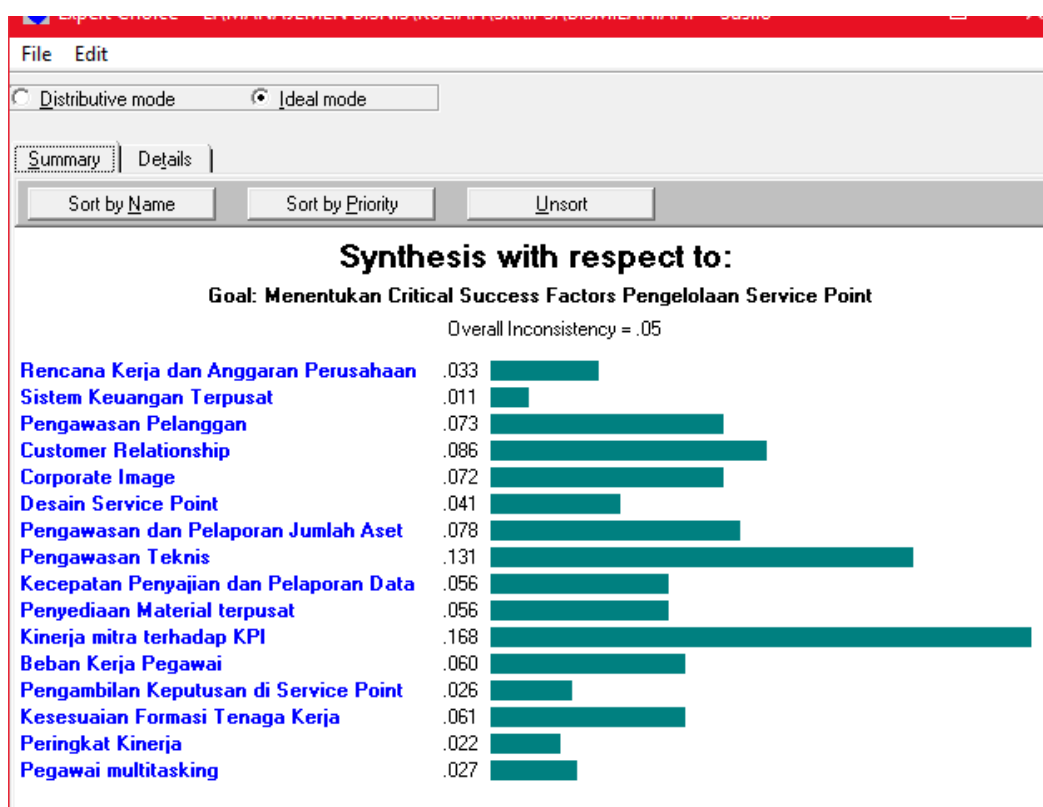 File Edit
Distributive mode Ideal mode
Summary Details
Sort by Name Sort by Priority Unsort
Synthesis with respect to:
Goal: Menentukan Critical Success Factors Pengelolaan Service Point
Overall Inconsistency = .05
Rencana Kerja dan Anggaran Perusahaan .033
Sistem Keuangan Terpusat .011
Pengawasan Pelanggan .073
Customer Relationship .086
Corporate Image .072
Desain Service Point .041
Pengawasan dan Pelaporan Jumlah Aset .078
Pengawasan Teknis .131
Kecepatan Penyajian dan Pelaporan Data .056
Penyediaan Material terpusat .056
Kinerja mitra terhadap KPI .168
Beban Kerja Pegawai .060
Pengambilan Keputusan di Service Point .026
Kesesuaian Formasi Tenaga Kerja .061
Peringkat Kinerja .022
Pegawai multitasking .027